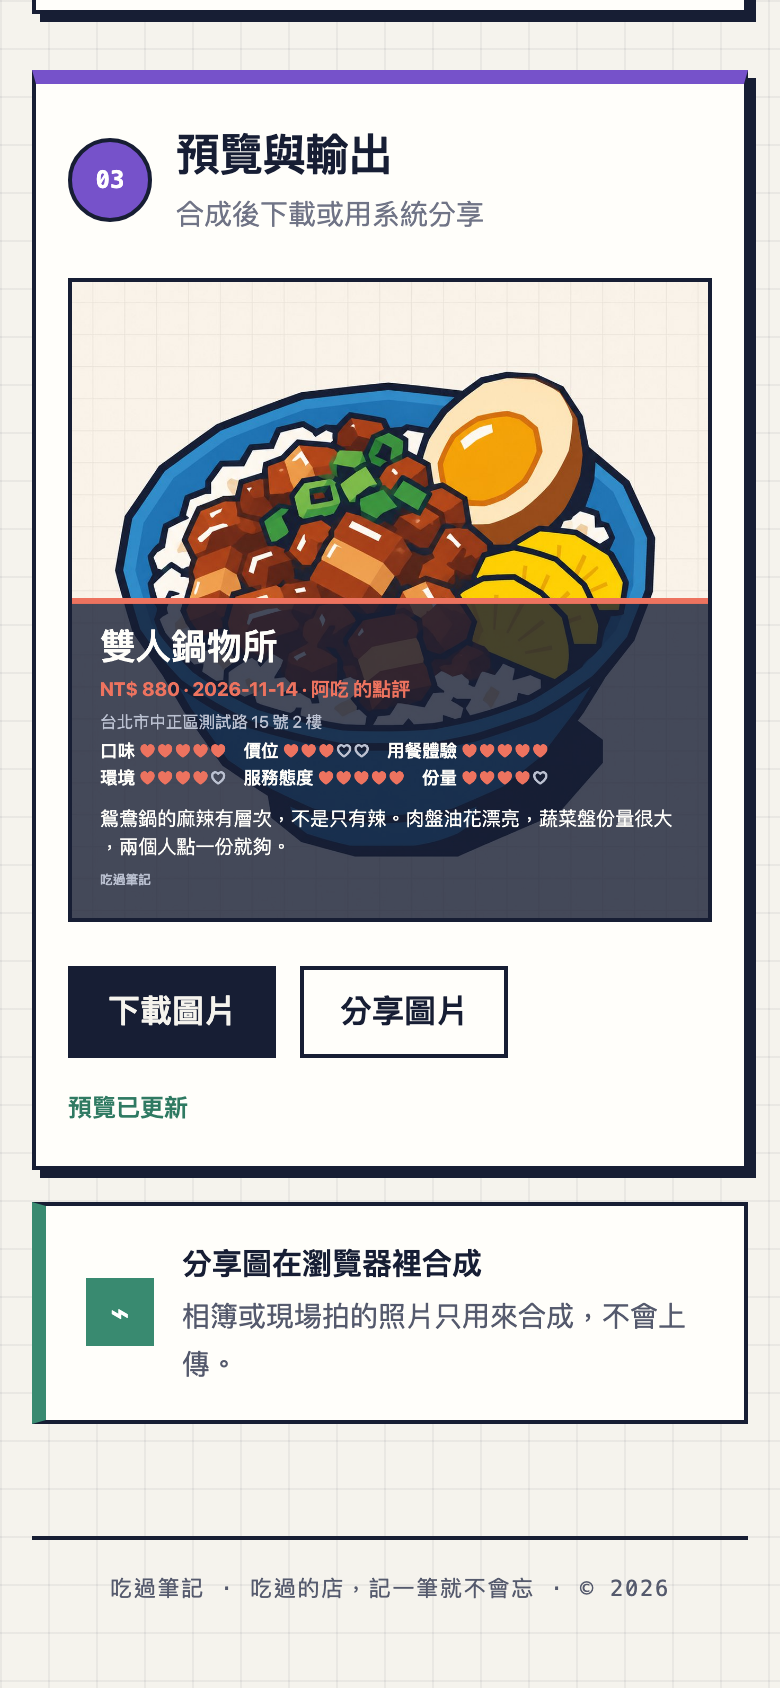 03
預覽與輸出
合成後下載或用系統分享
雙人鍋物所
NT$ 880 · 2026-11-14 · 阿吃 的點評
台北市中正區測試路 15 號 2 樓
口味 ♥♥♥♥♥ 價位 ♥♥♥♡♡ 用餐體驗 ♥♥♥♥♥
環境 ♥♥♥♥♡ 服務態度 ♥♥♥♥♥ 份量 ♥♥♥♥♡
鴛鴦鍋的麻辣有層次，不是只有辣。肉盤油花漂亮，蔬菜盤份量很大
，兩個人點一份就夠。
吃過筆記
下載圖片 分享圖片
預覽已更新
分享圖在瀏覽器裡合成
相簿或現場拍的照片只用來合成，不會上
傳。
吃過筆記 · 吃過的店，記一筆就不會忘 · © 2026